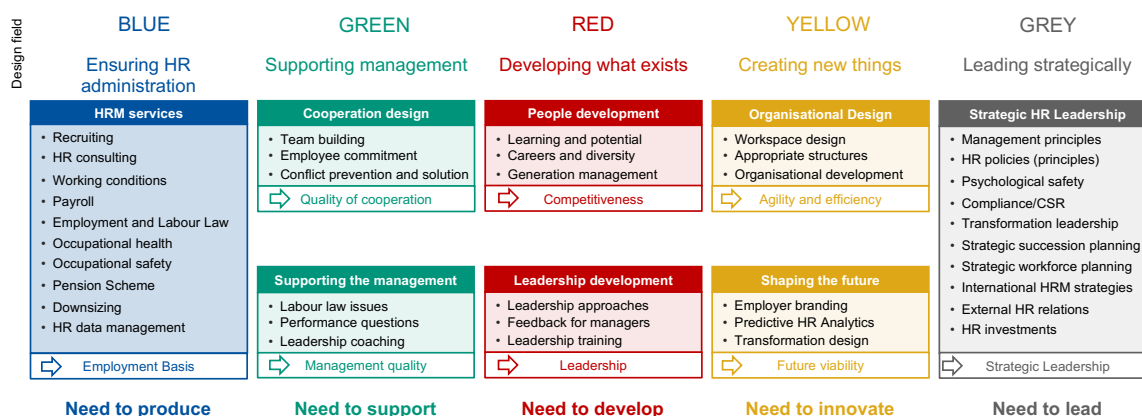 Design field
BLUE
Ensuring HR
administration
HRM services
• Recruiting
• HR consulting
• Working conditions
• Payroll
• Employment and Labour Law
• Occupational health
• Occupational safety
• Pension Scheme
• Downsizing
• HR data management
Employment Basis
Need to produce
GREEN
Supporting management
Cooperation design
• Team building
• Employee commitment
• Conflict prevention and solution
Quality of cooperation
Supporting the management
• Labour law issues
• Performance questions
• Leadership coaching
Management quality
Need to support
RED
Developing what exists
People development
• Learning and potential
• Careers and diversity
• Generation management
Competitiveness
Leadership development
• Leadership approaches
• Feedback for managers
• Leadership training
Leadership
Need to develop
YELLOW
Creating new things
Organisational Design
• Workspace design
• Appropriate structures
• Organisational development
Agility and efficiency
Shaping the future
• Employer branding
• Predictive HR Analytics
• Transformation design
Future viability
Need to innovate
GREY
Leading strategically
Strategic HR Leadership
• Management principles
• HR policies (principles)
• Psychological safety
• Compliance/CSR
• Transformation leadership
• Strategic succession planning
• Strategic workforce planning
• International HRM strategies
• External HR relations
• HR investments
Strategic Leadership
Need to lead